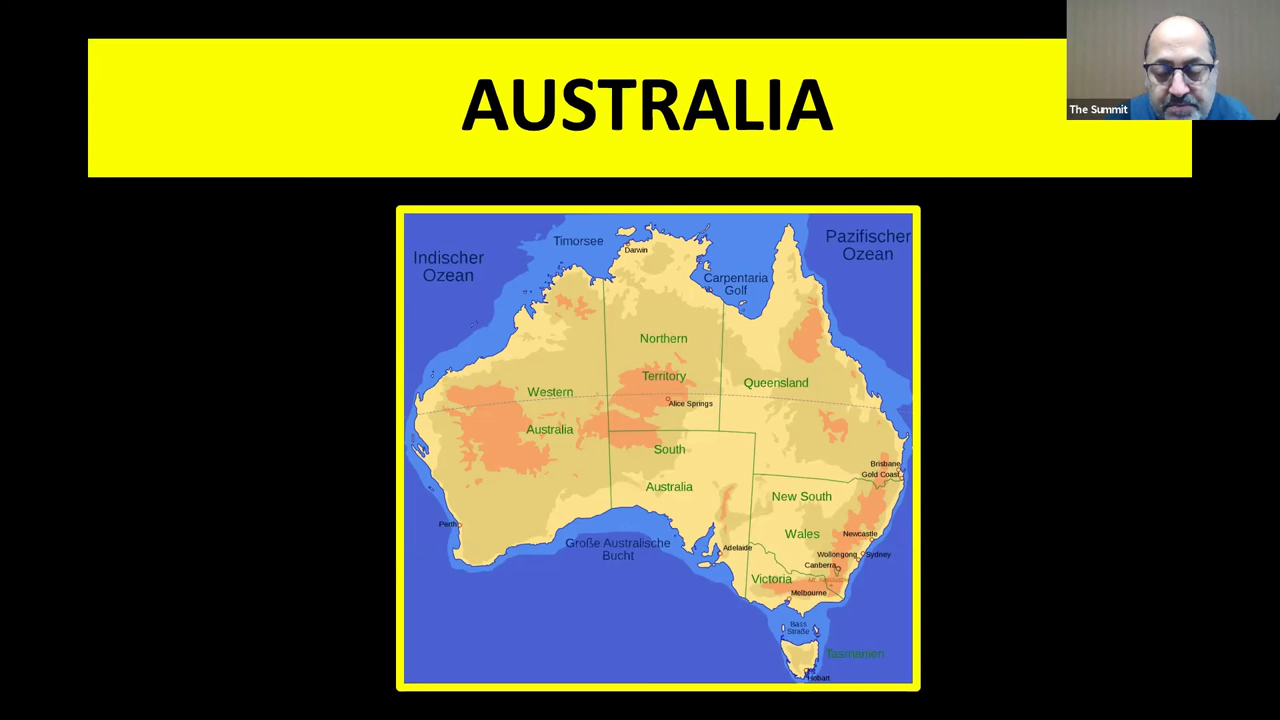 AUSTRALIA
The Summit
Indischer
Ozean
Timorsee
Darwin
Carpentaria
Golf
Pazifischer
Ozean
Northern
Territory
Alice Springs
Western
Australia
Queensland
South
Australia
Brisbane
Gold Coast
New South
Wales
Newcastle
Wollongong
Sydney
Canberra
Perth
Große Australische
Bucht
Adelaide
Victoria
Melbourne
Bass
Straße
Tasmanien
Hobart